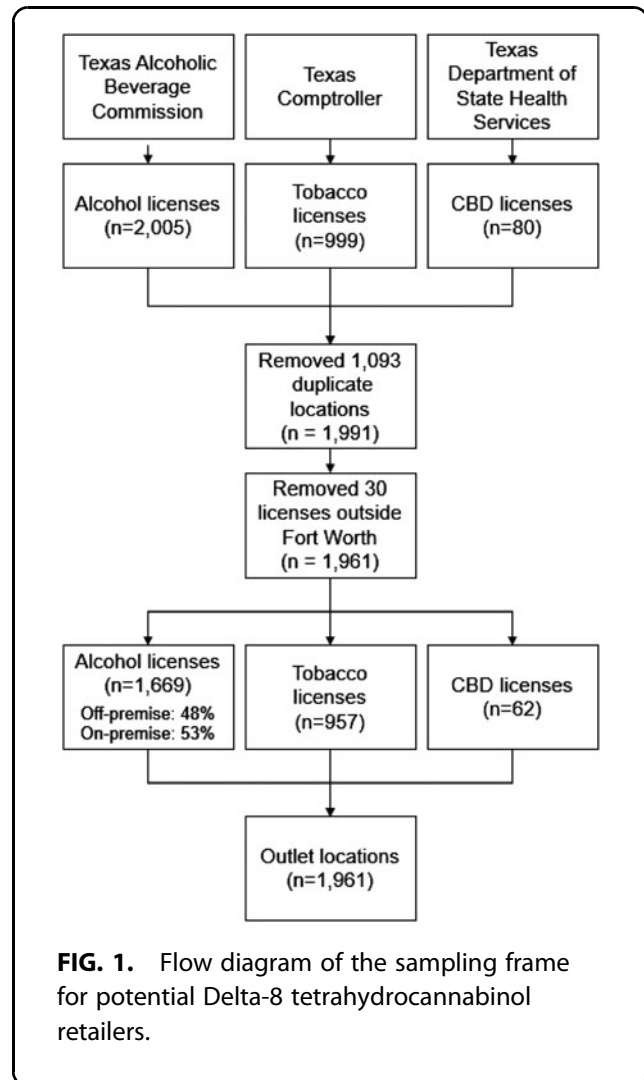 Texas Alcoholic
Beverage
Commission
Texas
Comptroller
Texas
Department of
State Health
Services
Alcohol licenses
(n=2,005)
Tobacco
licenses
(n=999)
CBD licenses
(n=80)
Removed 1,093
duplicate
locations
(n = 1,991)
Removed 30
licenses outside
Fort Worth
(n = 1,961)
Alcohol licenses
(n=1,669)
Off-premise: 48%
On-premise: 53%
Tobacco
licenses
(n=957)
CBD licenses
(n=62)
Outlet locations
(n=1,961)
FIG. 1. Flow diagram of the sampling frame
for potential Delta-8 tetrahydrocannabinol
retailers.